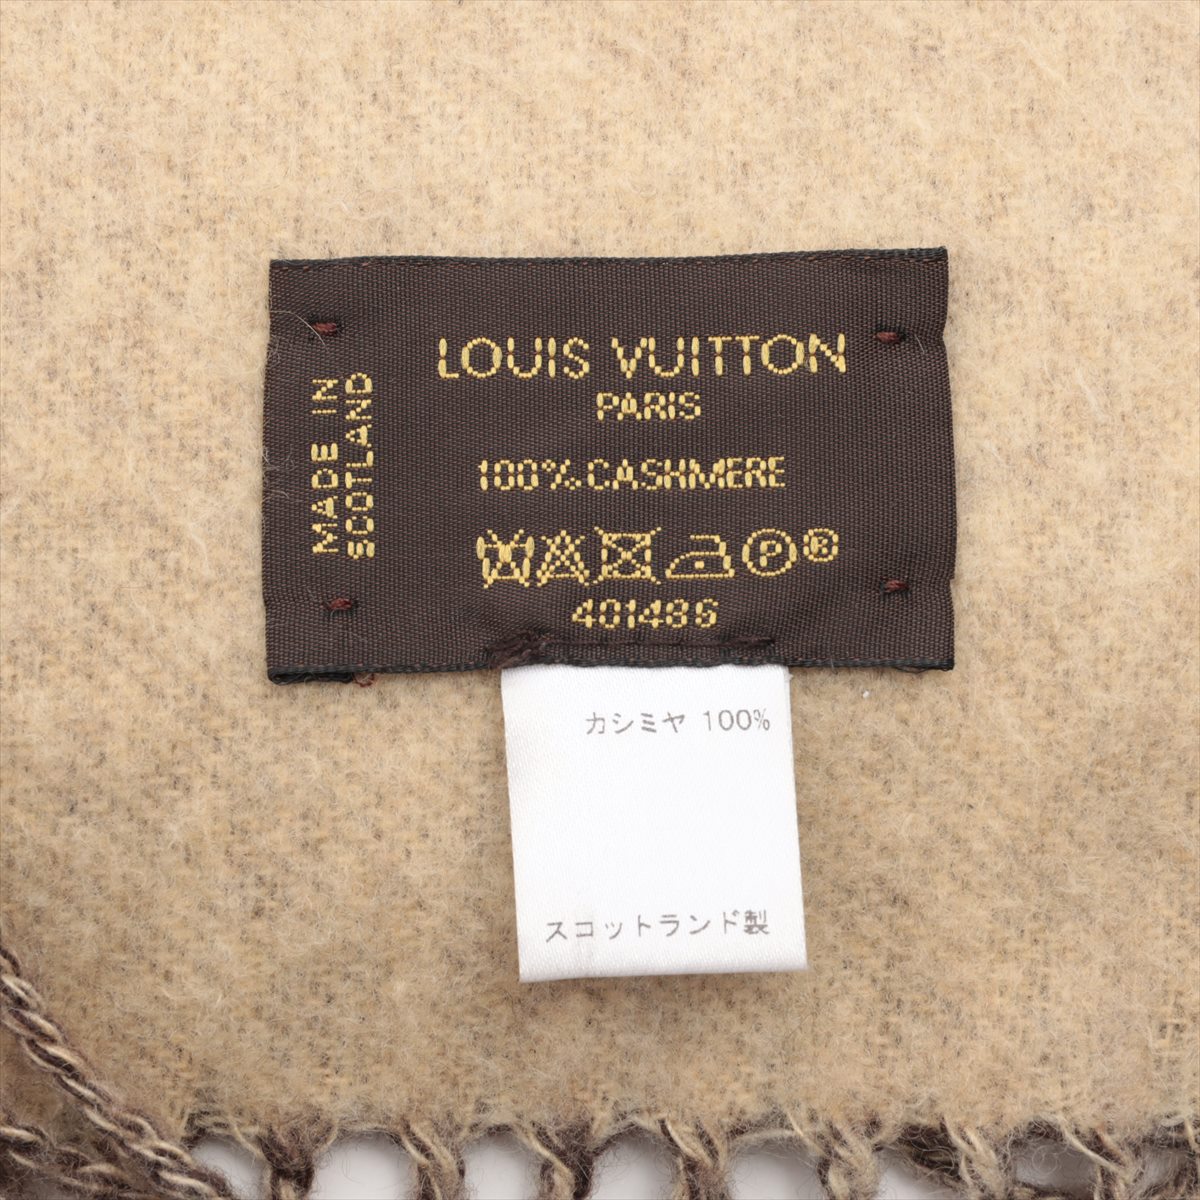 LOUIS VUITTON
PARIS
100% CASHMERE
P ®
401486
MADE IN
SCOTLAND
カシミヤ 100%
スコットランド製